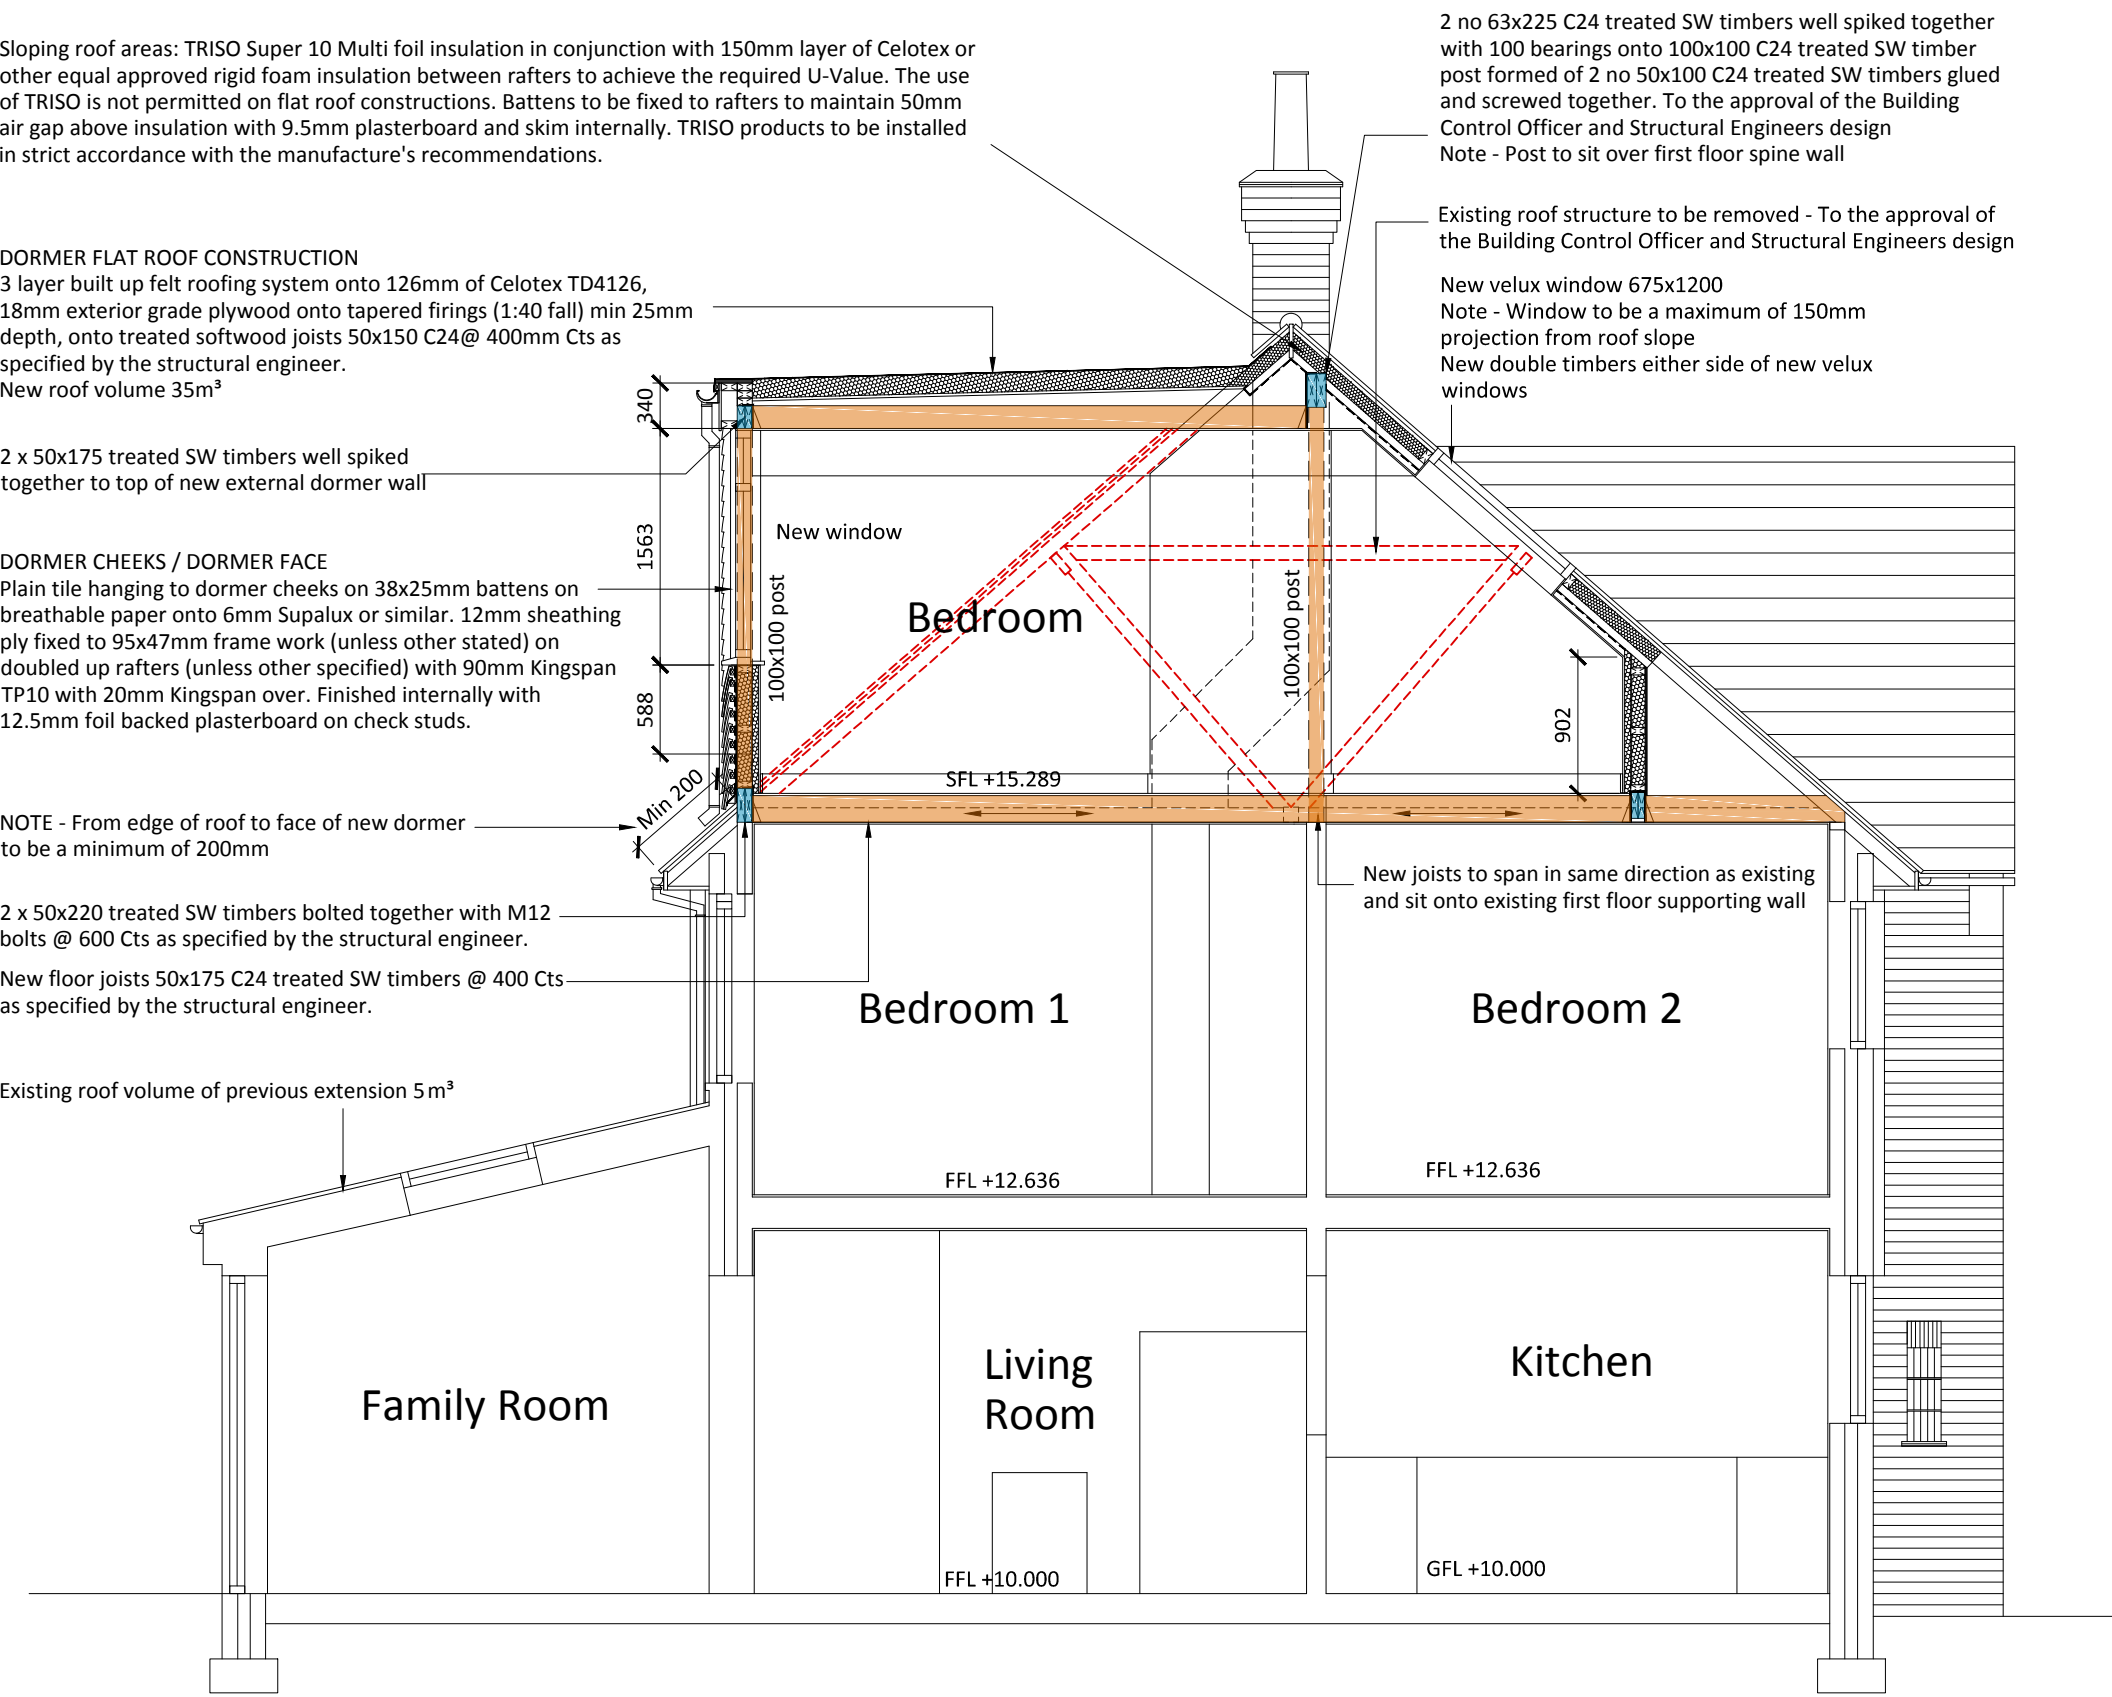 Sloping roof areas: TRISO Super 10 Multi foil insulation in conjunction with 150mm layer of Celotex or
other equal approved rigid foam insulation between rafters to achieve the required U-Value. The use
of TRISO is not permitted on flat roof constructions. Battens to be fixed to rafters to maintain 50mm
air gap above insulation with 9.5mm plasterboard and skim internally. TRISO products to be installed
in strict accordance with the manufacture's recommendations.
2 no 63x225 C24 treated SW timbers well spiked together
with 100 bearings onto 100x100 C24 treated SW timber
post formed of 2 no 50x100 C24 treated SW timbers glued
and screwed together. To the approval of the Building
Control Officer and Structural Engineers design
Note - Post to sit over first floor spine wall
Existing roof structure to be removed - To the approval of
the Building Control Officer and Structural Engineers design
New velux window 675x1200
Note - Window to be a maximum of 150mm
projection from roof slope
New double timbers either side of new velux
windows
DORMER FLAT ROOF CONSTRUCTION
3 layer built up felt roofing system onto 126mm of Celotex TD4126,
18mm exterior grade plywood onto tapered firings (1:40 fall) min 25mm
depth, onto treated softwood joists 50x150 C24@ 400mm Cts as
specified by the structural engineer.
New roof volume 35m³
340
2 x 50x175 treated SW timbers well spiked
together to top of new external dormer wall
1563
New window
DORMER CHEEKS / DORMER FACE
Plain tile hanging to dormer cheeks on 38x25mm battens on
breathable paper onto 6mm Supalux or similar. 12mm sheathing
ply fixed to 95x47mm frame work (unless other stated) on
doubled up rafters (unless other specified) with 90mm Kingspan
TP10 with 20mm Kingspan over. Finished internally with
12.5mm foil backed plasterboard on check studs.
100x100 post
Bedroom
100x100 post
588
902
SFL +15.289
Min 200
NOTE - From edge of roof to face of new dormer
to be a minimum of 200mm
New joists to span in same direction as existing
and sit onto existing first floor supporting wall
2 x 50x220 treated SW timbers bolted together with M12
bolts @ 600 Cts as specified by the structural engineer.
New floor joists 50x175 C24 treated SW timbers @ 400 Cts
as specified by the structural engineer.
Bedroom 1
Bedroom 2
Existing roof volume of previous extension 5m³
FFL +12.636
FFL +12.636
Living
Room
Kitchen
Family Room
FFL +10.000
GFL +10.000